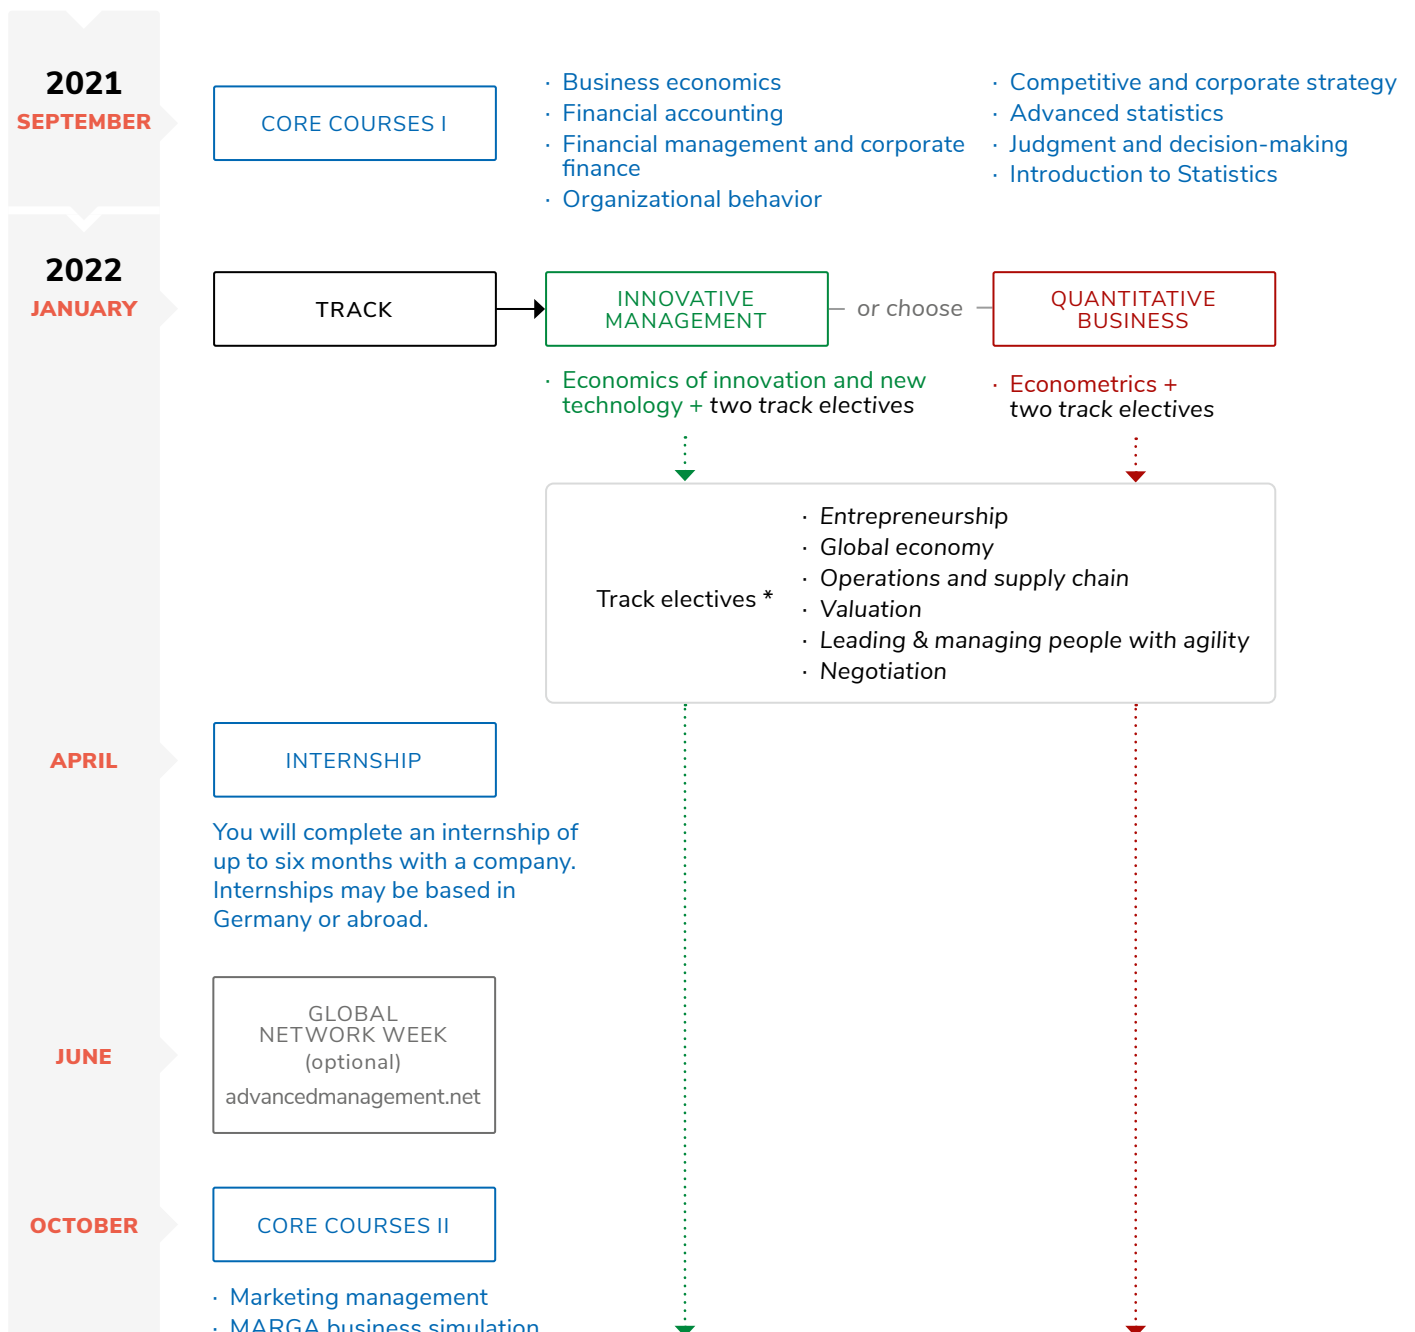 2021
SEPTEMBER
CORE COURSES I
· Business economics
· Financial accounting
· Financial management and corporate
finance
· Organizational behavior
· Competitive and corporate strategy
· Advanced statistics
· Judgment and decision-making
· Introduction to Statistics
2022
JANUARY
TRACK
INNOVATIVE
MANAGEMENT
or choose
QUANTITATIVE
BUSINESS
· Economics of innovation and new
technology + two track electives
· Econometrics +
two track electives
Track electives *
· Entrepreneurship
· Global economy
· Operations and supply chain
· Valuation
· Leading & managing people with agility
· Negotiation
APRIL
INTERNSHIP
You will complete an internship of
up to six months with a company.
Internships may be based in
Germany or abroad.
JUNE
GLOBAL
NETWORK WEEK
(optional)
advancedmanagement.net
OCTOBER
CORE COURSES II
· Marketing management
· MARGA business simulation